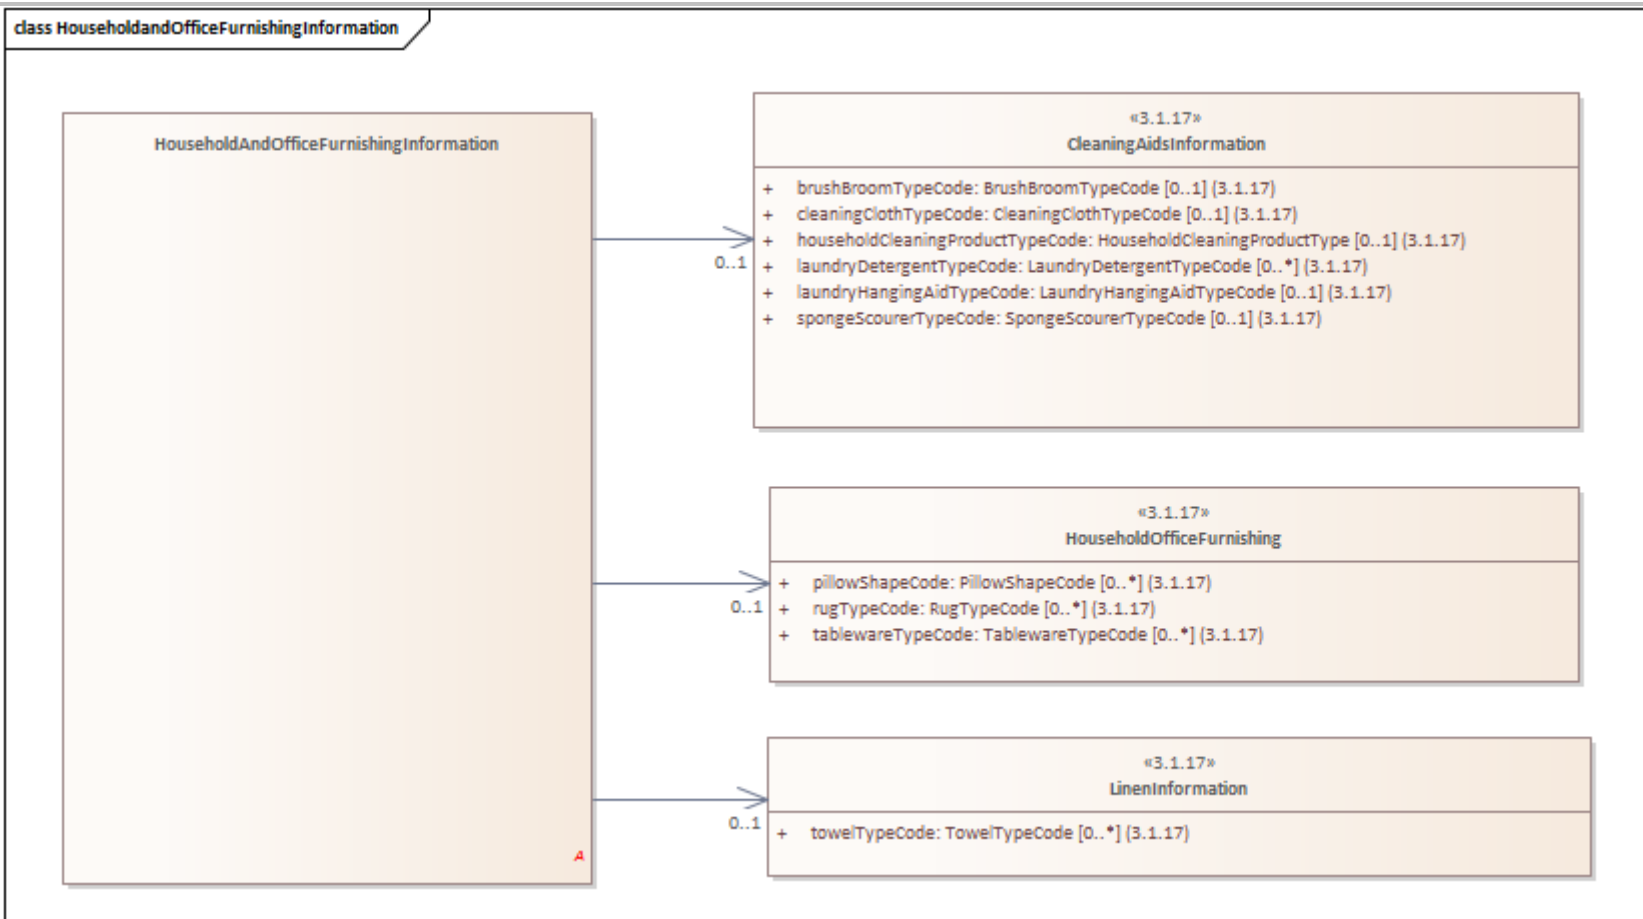 class HouseholdandOfficeFurnishingInformation
HouseholdAndOfficeFurnishingInformation
A
0..1
0..1
0..1
«3.1.17»
CleaningAidsInformation
+ brushBroomTypeCode: BrushBroomTypeCode [0..1] {3.1.17}
+ cleaningClothTypeCode: CleaningClothTypeCode [0..1] {3.1.17}
+ householdCleaningProductTypeCode: HouseholdCleaningProductType [0..1] {3.1.17}
+ laundryDetergentTypeCode: LaundryDetergentTypeCode [0..*] {3.1.17}
+ laundryHangingAidTypeCode: LaundryHangingAidTypeCode [0..1] {3.1.17}
+ spongeScourerTypeCode: SpongeScourerTypeCode [0..1] {3.1.17}
«3.1.17»
HouseholdOfficeFurnishing
+ pillowShapeCode: PillowShapeCode [0..*] {3.1.17}
+ rugTypeCode: RugTypeCode [0..*] {3.1.17}
+ tablewareTypeCode: TablewareTypeCode [0..*] {3.1.17}
«3.1.17»
LinenInformation
+ towelTypeCode: TowelTypeCode [0..*] {3.1.17}